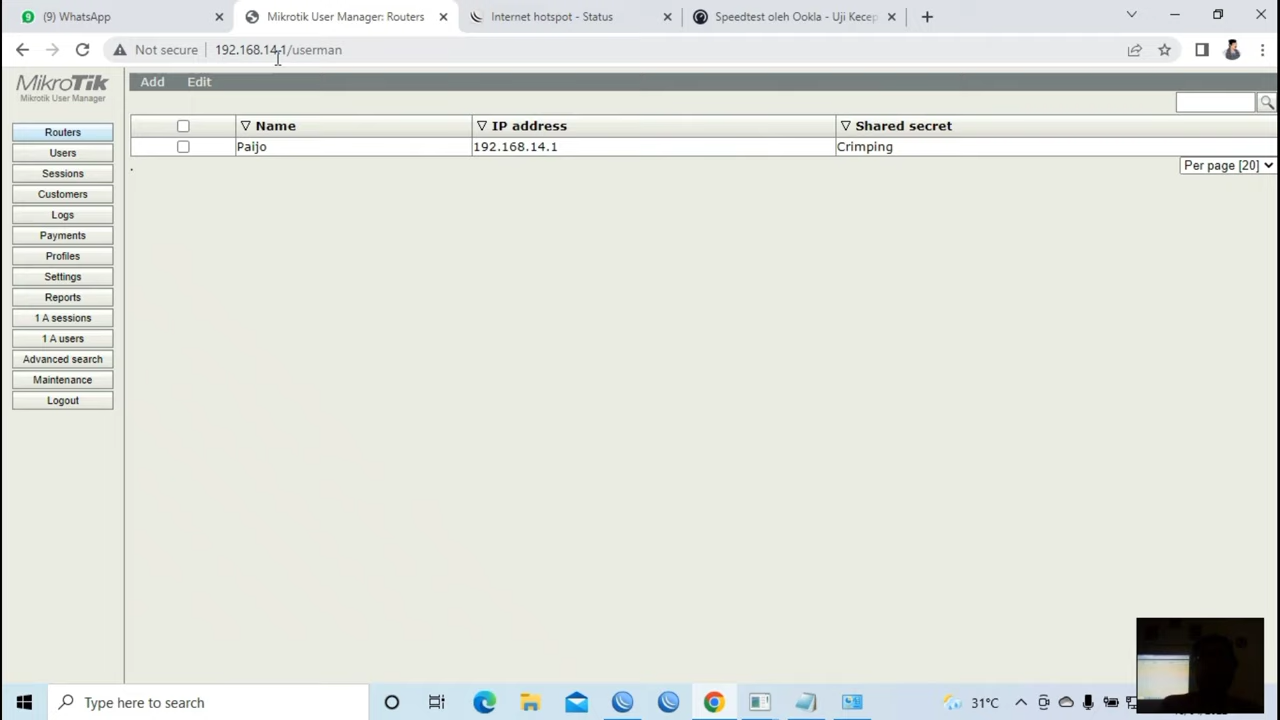 (9) WhatsApp
Mikrotik User Manager: Routers
Internet hotspot - Status
Speedtest oleh Ookla - Uji Kecep
Not secure
192.168.14.1/userman
MikroTik
Mikrotik User Manager
Add
Edit
Name
IP address
Shared secret
Paijo
192.168.14.1
Crimping
.
Per page [20]
Routers
Users
Sessions
Customers
Logs
Payments
Profiles
Settings
Reports
1 A sessions
1 A users
Advanced search
Maintenance
Logout
Type here to search
31°C